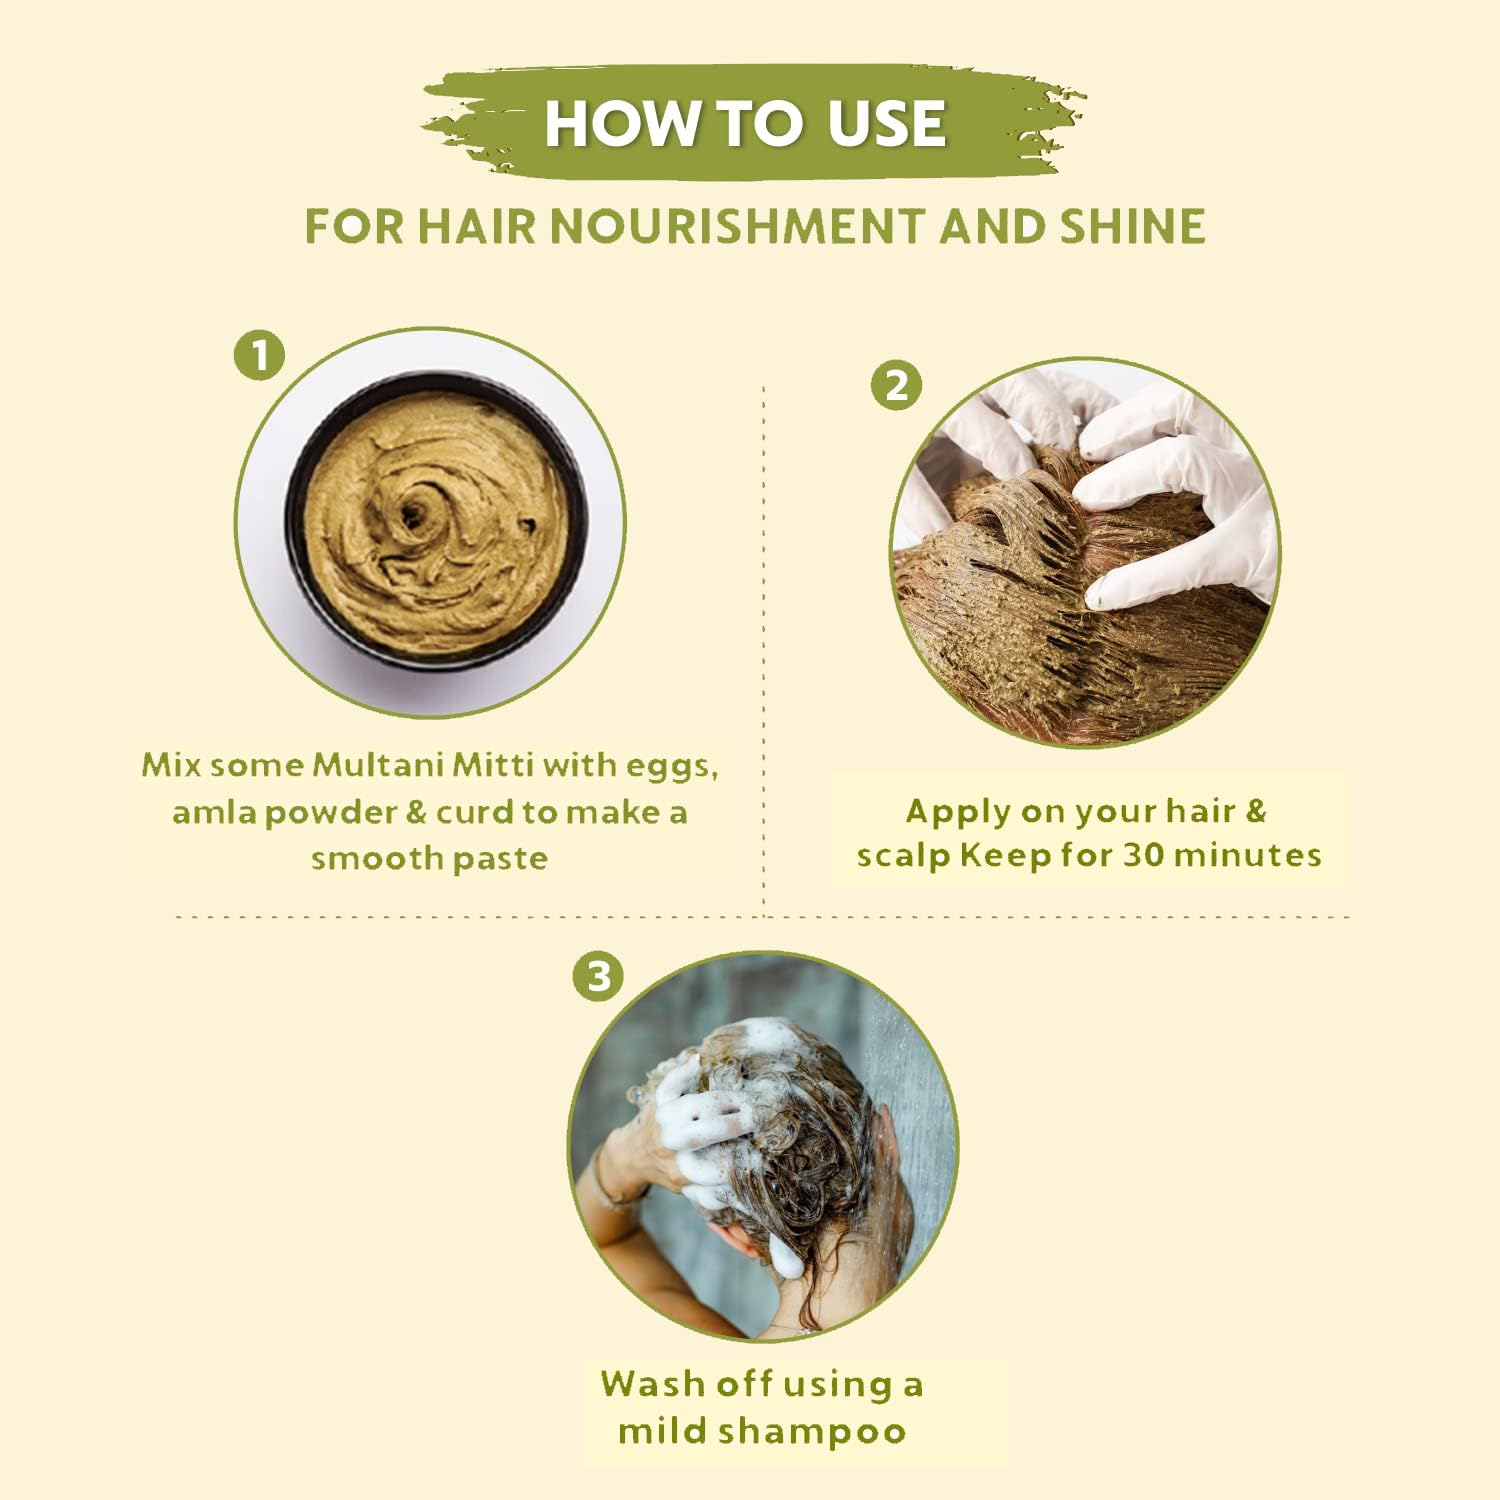 HOW TO USE
FOR HAIR NOURISHMENT AND SHINE
1
Mix some Multani Mitti with eggs,
amla powder & curd to make a
smooth paste
2
Apply on your hair &
scalp Keep for 30 minutes
3
Wash off using a
mild shampoo